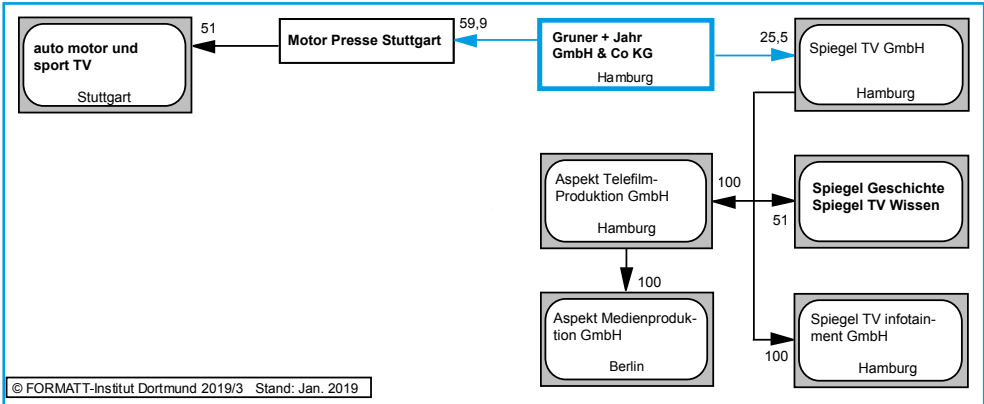 51
auto motor und
sport TV
Stuttgart
Motor Presse Stuttgart
59,9
Gruner + Jahr
GmbH & Co KG
Hamburg
25,5
Spiegel TV GmbH
Hamburg
Aspekt Telefilm-
Produktion GmbH
Hamburg
100
51
Spiegel Geschichte
Spiegel TV Wissen
100
Aspekt Medienproduk-
tion GmbH
Berlin
100
Spiegel TV infotain-
ment GmbH
Hamburg
© FORMATT-Institut Dortmund 2019/3 Stand: Jan. 2019